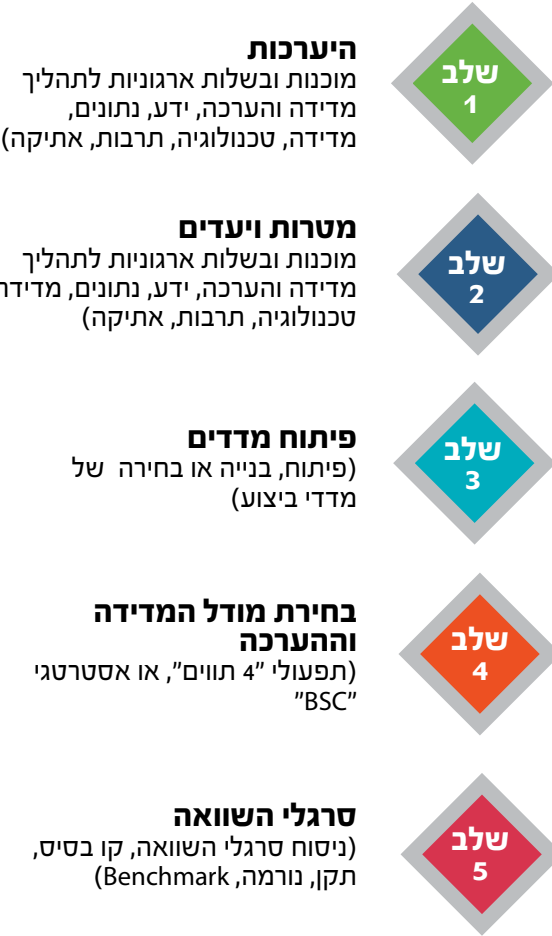 שלב
1
היערכות
מוכנות ובשלות ארגוניות לתהליך
מדידה והערכה, ידע, נתונים,
מדידה, טכנולוגיה, תרבות, אתיקה)
שלב
2
מטרות ויעדים
מוכנות ובשלות ארגוניות לתהליך
מדידה והערכה, ידע, נתונים, מדידה
טכנולוגיה, תרבות, אתיקה)
שלב
3
פיתוח מדדים
(פיתוח, בנייה או בחירה של
מדדי ביצוע)
שלב
4
בחירת מודל המדידה
וההערכה
(תפעולי "4 תווים", או אסטרטגי
"BSC"
שלב
5
סרגלי השוואה
(ניסוח סרגלי השוואה, קו בסיס,
תקן, נורמה, Benchmark)